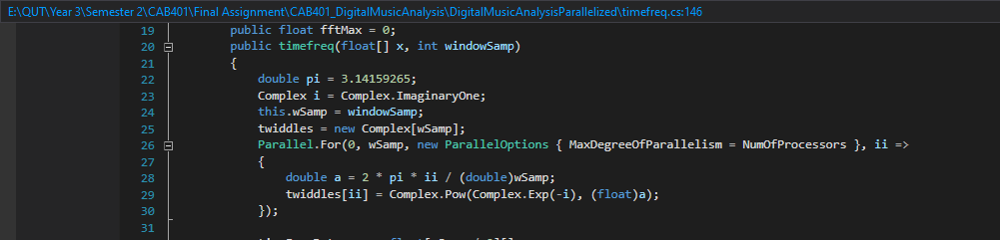 E:\QUT\Year 3\Semester 2\CAB401\Final Assignment\CAB401_DigitalMusicAnalysis\DigitalMusicAnalysisParallelized\timefreq.cs:146
19 public float fftMax = 0;
20 public timefreq(float[] x, int windowSamp)
21 {
22 double pi = 3.14159265;
23 Complex i = Complex.ImaginaryOne;
24 this.wSamp = windowSamp;
25 twiddles = new Complex[wSamp];
26 Parallel.For(0, wSamp, new ParallelOptions { MaxDegreeOfParallelism = NumOfProcessors }, ii =>
27 {
28 double a = 2 * pi * ii / (double)wSamp;
29 twiddles[ii] = Complex.Pow(Complex.Exp(-i), (float)a);
30 });
31